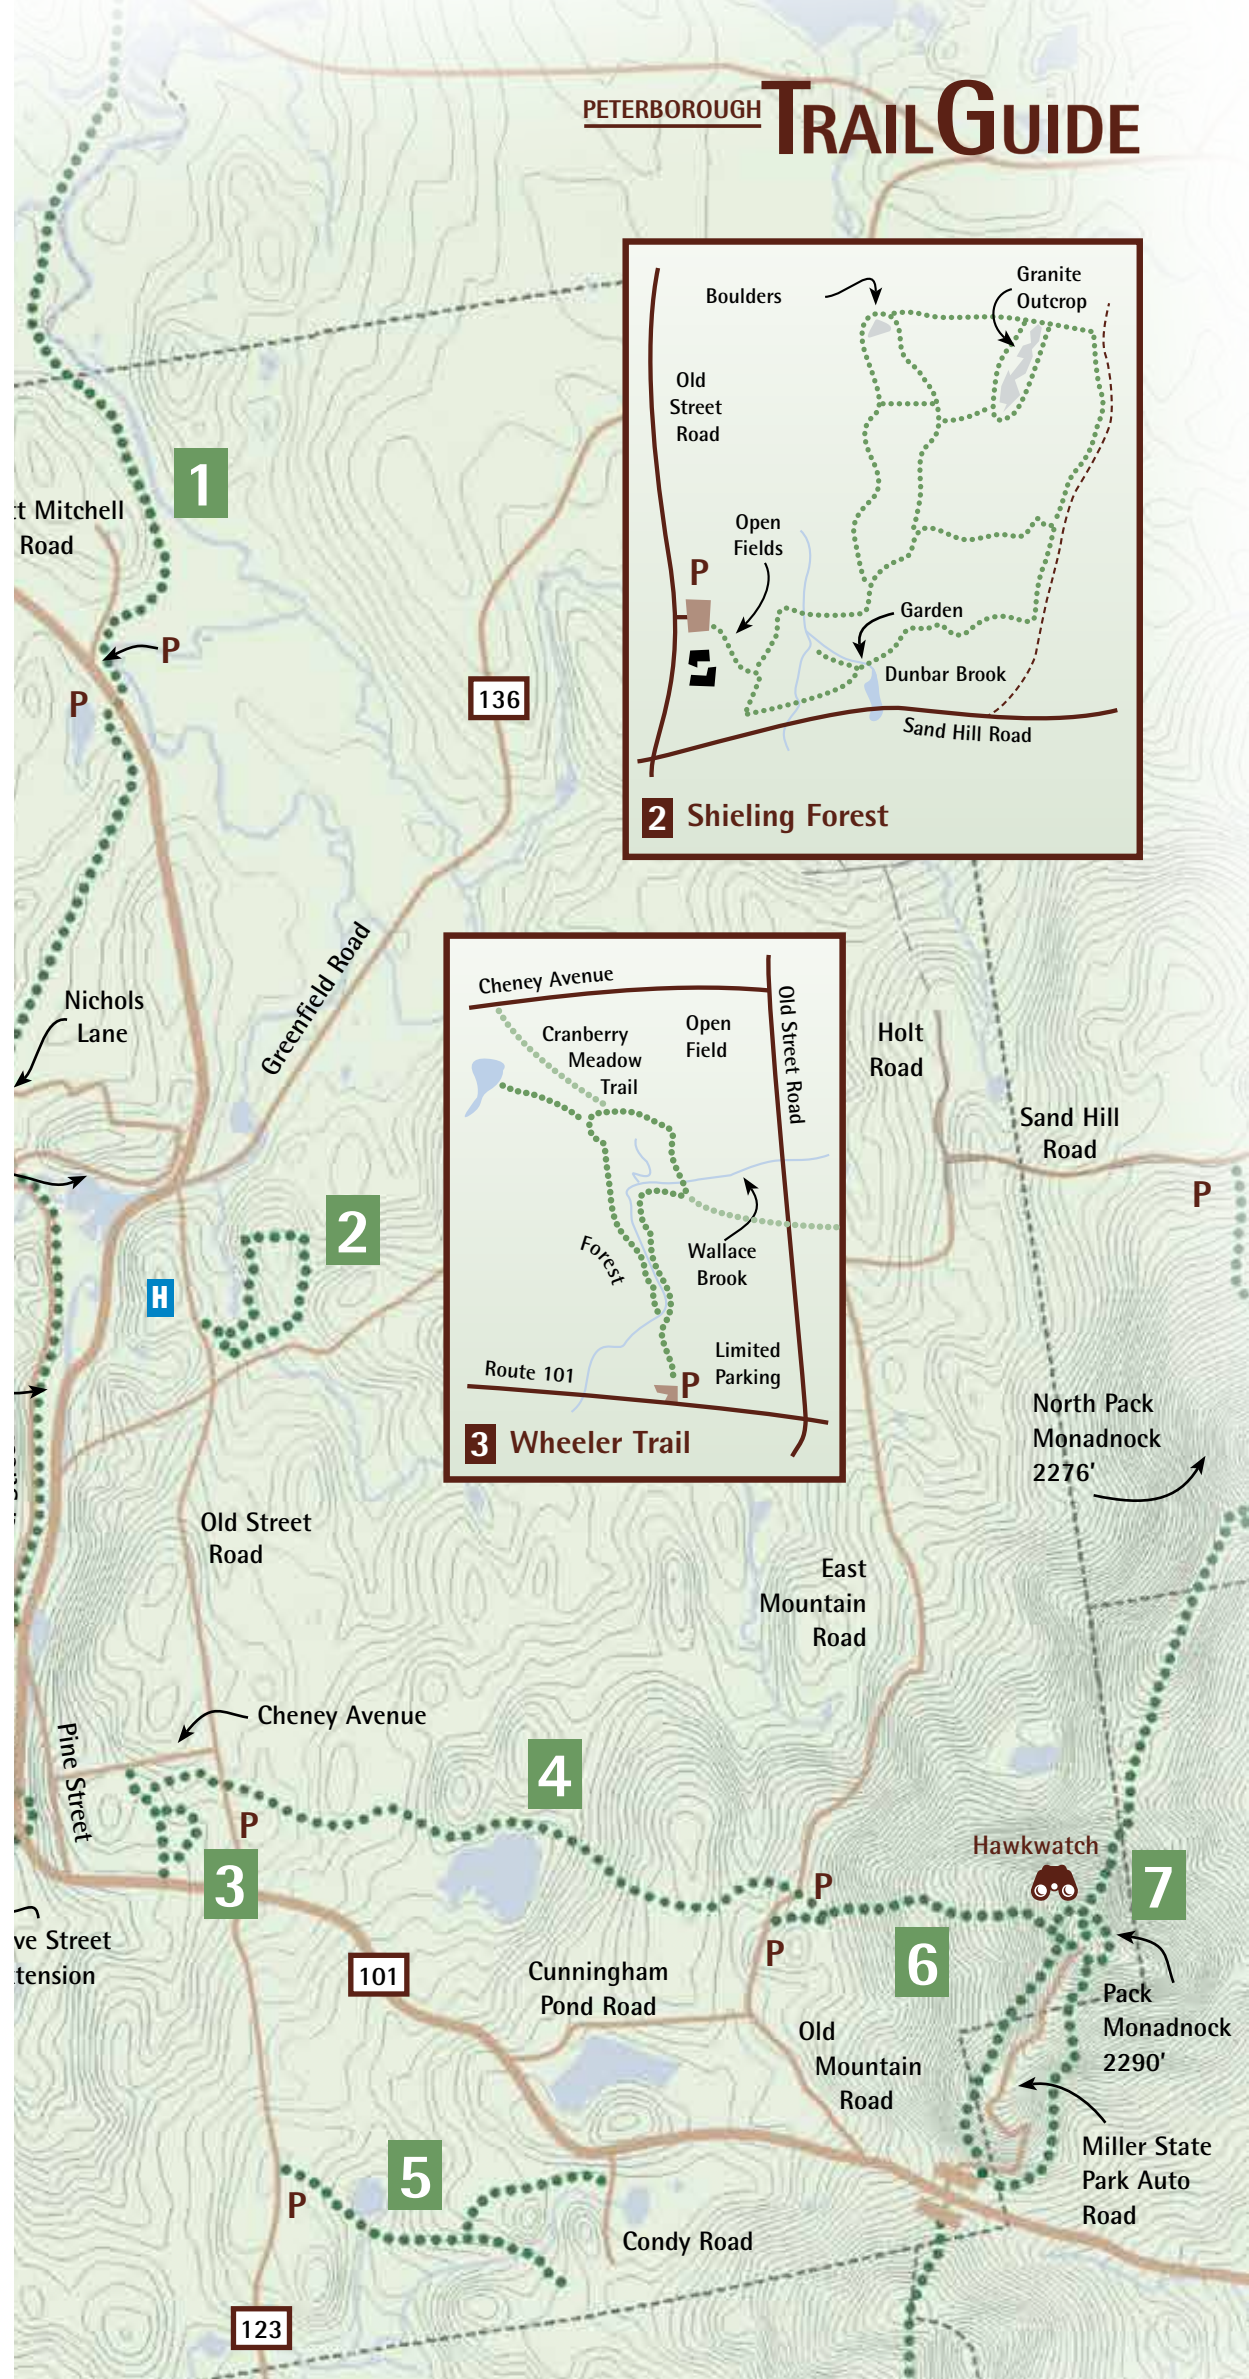 PETERBOROUGH TRAILGUIDE
Boulders
Granite
Outcrop
Old
Street
Road
Open
Fields
P
Garden
Dunbar Brook
Sand Hill Road
2 Shieling Forest
1
tt Mitchell
Road
P
P
136
Nichols
Lane
Greenfield Road
Cheney Avenue
Cranberry
Meadow
Trail
Open
Field
Old Street Road
Forest
Wallace
Brook
Limited
Parking
Route 101
P
3 Wheeler Trail
Holt
Road
Sand Hill
Road
P
2
H
North Pack
Monadnock
2276'
Old Street
Road
East
Mountain
Road
Cheney Avenue
Pine Street
4
P
3
Hawkwatch
7
P
6
P
ve Street
tension
101
Cunningham
Pond Road
Old
Mountain
Road
Pack
Monadnock
2290'
Miller State
Park Auto
Road
5
P
Condy Road
123